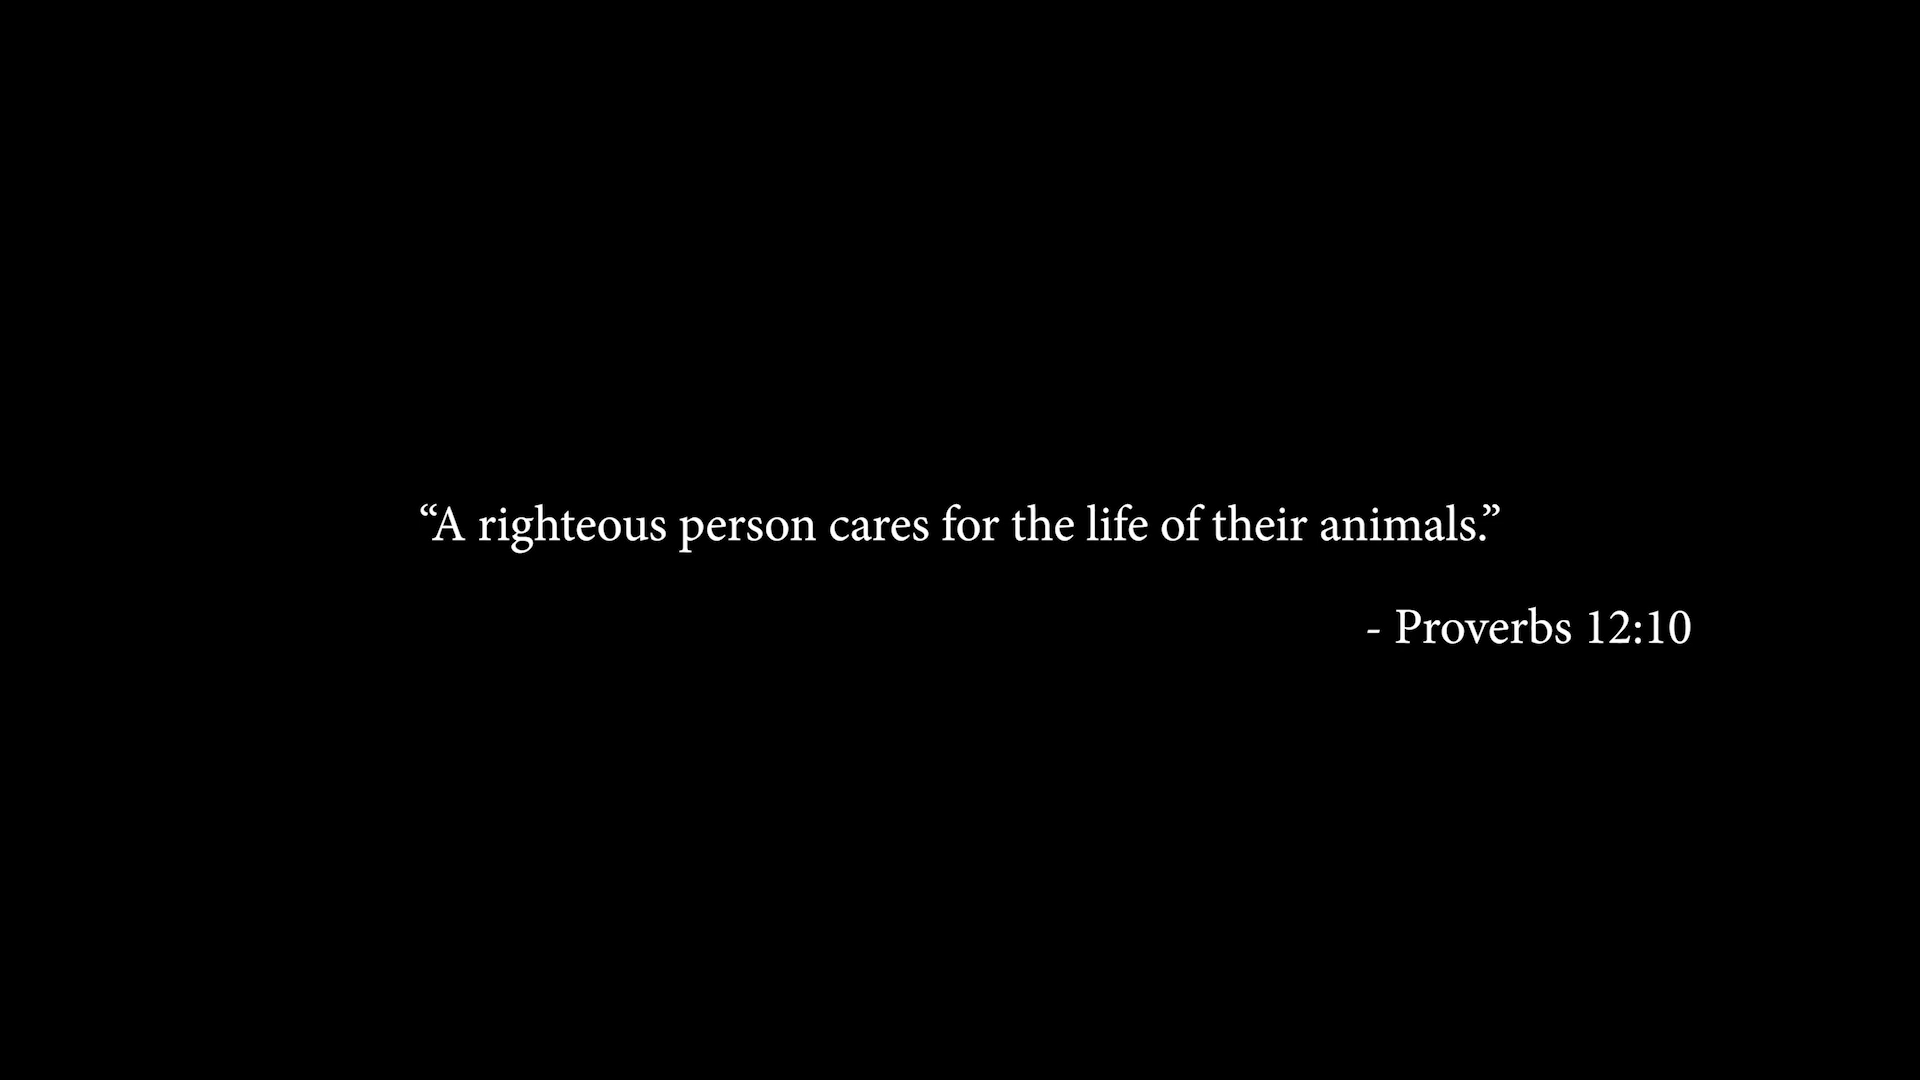 “A righteous person cares for the life of their animals.”
- Proverbs 12:10